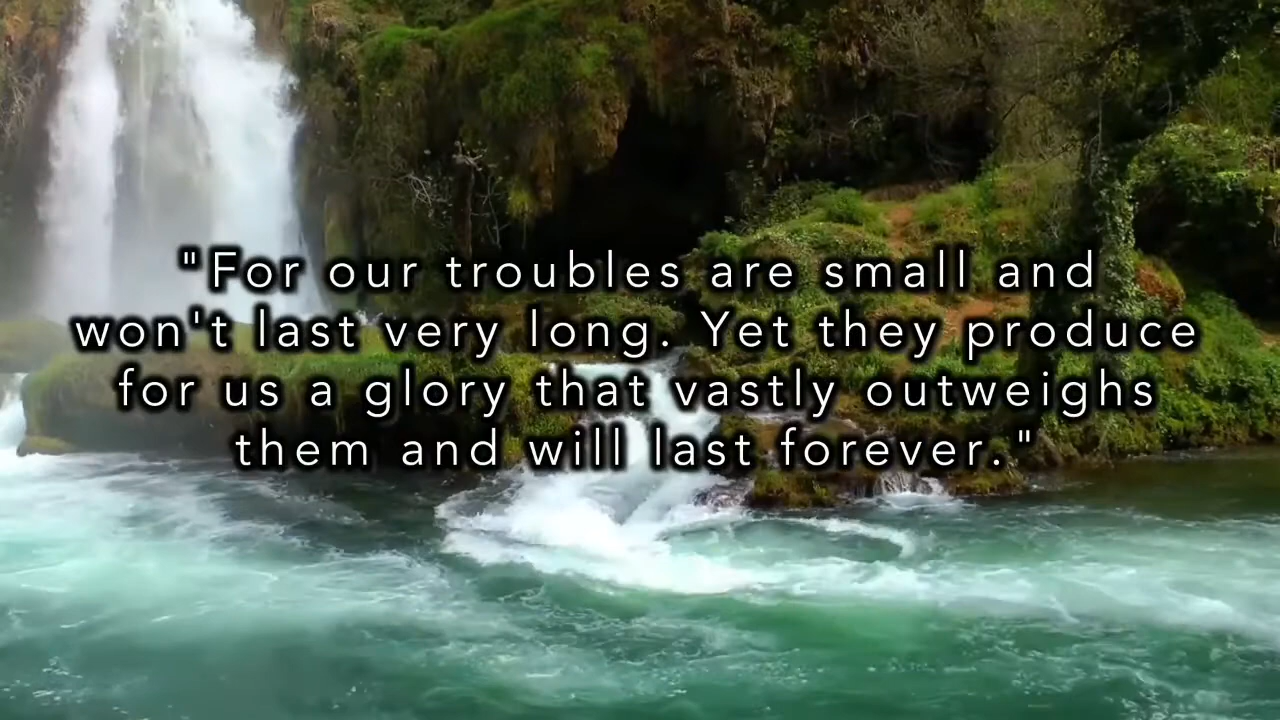 "For our troubles are small and
won't last very long. Yet they produce
for us a glory that vastly outweighs
them and will last forever."